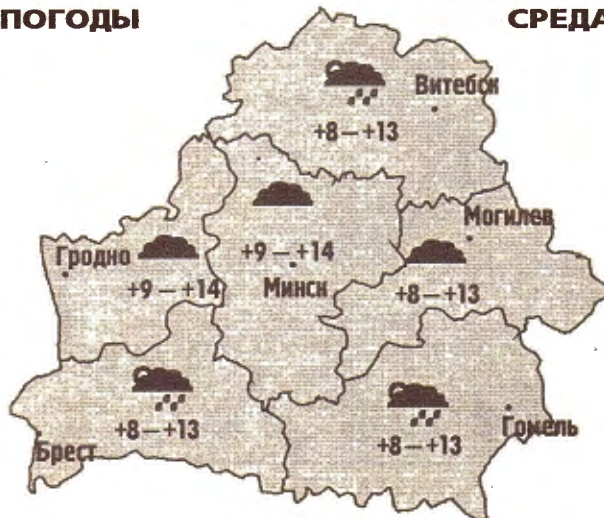 ПОГОДЫ
СРЕДА
Витебск
+8 — +13
Могилев
Гродно
+9 — +14
+9 — +14
Минск
+8 — +13
+8 — +13
Брест
+8 — +13
Гомель